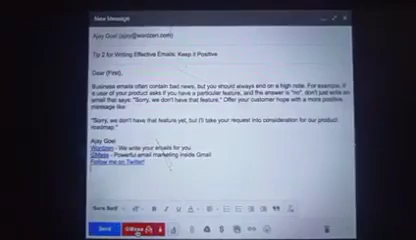 New Message
Ajay Goel (ajay@wordzen.com)
Tip 2 for Writing Effective Emails: Keep it Positive
Dear {First},
Business emails often contain bad news, but you should always end on a high note. For example, if
a user of your product asks if you have a particular feature, and the answer is "no", don't just write an
email that says: "Sorry, we don't have that feature." Offer your customer hope with a more positive
message like:
"Sorry, we don't have that feature yet, but I'll take your request into consideration for our product
roadmap."
Ajay Goel
Wordzen - We write your emails for you
GMass - Powerful email marketing inside Gmail
Follow me on Twitter!
Sans Serif
Send
GMass